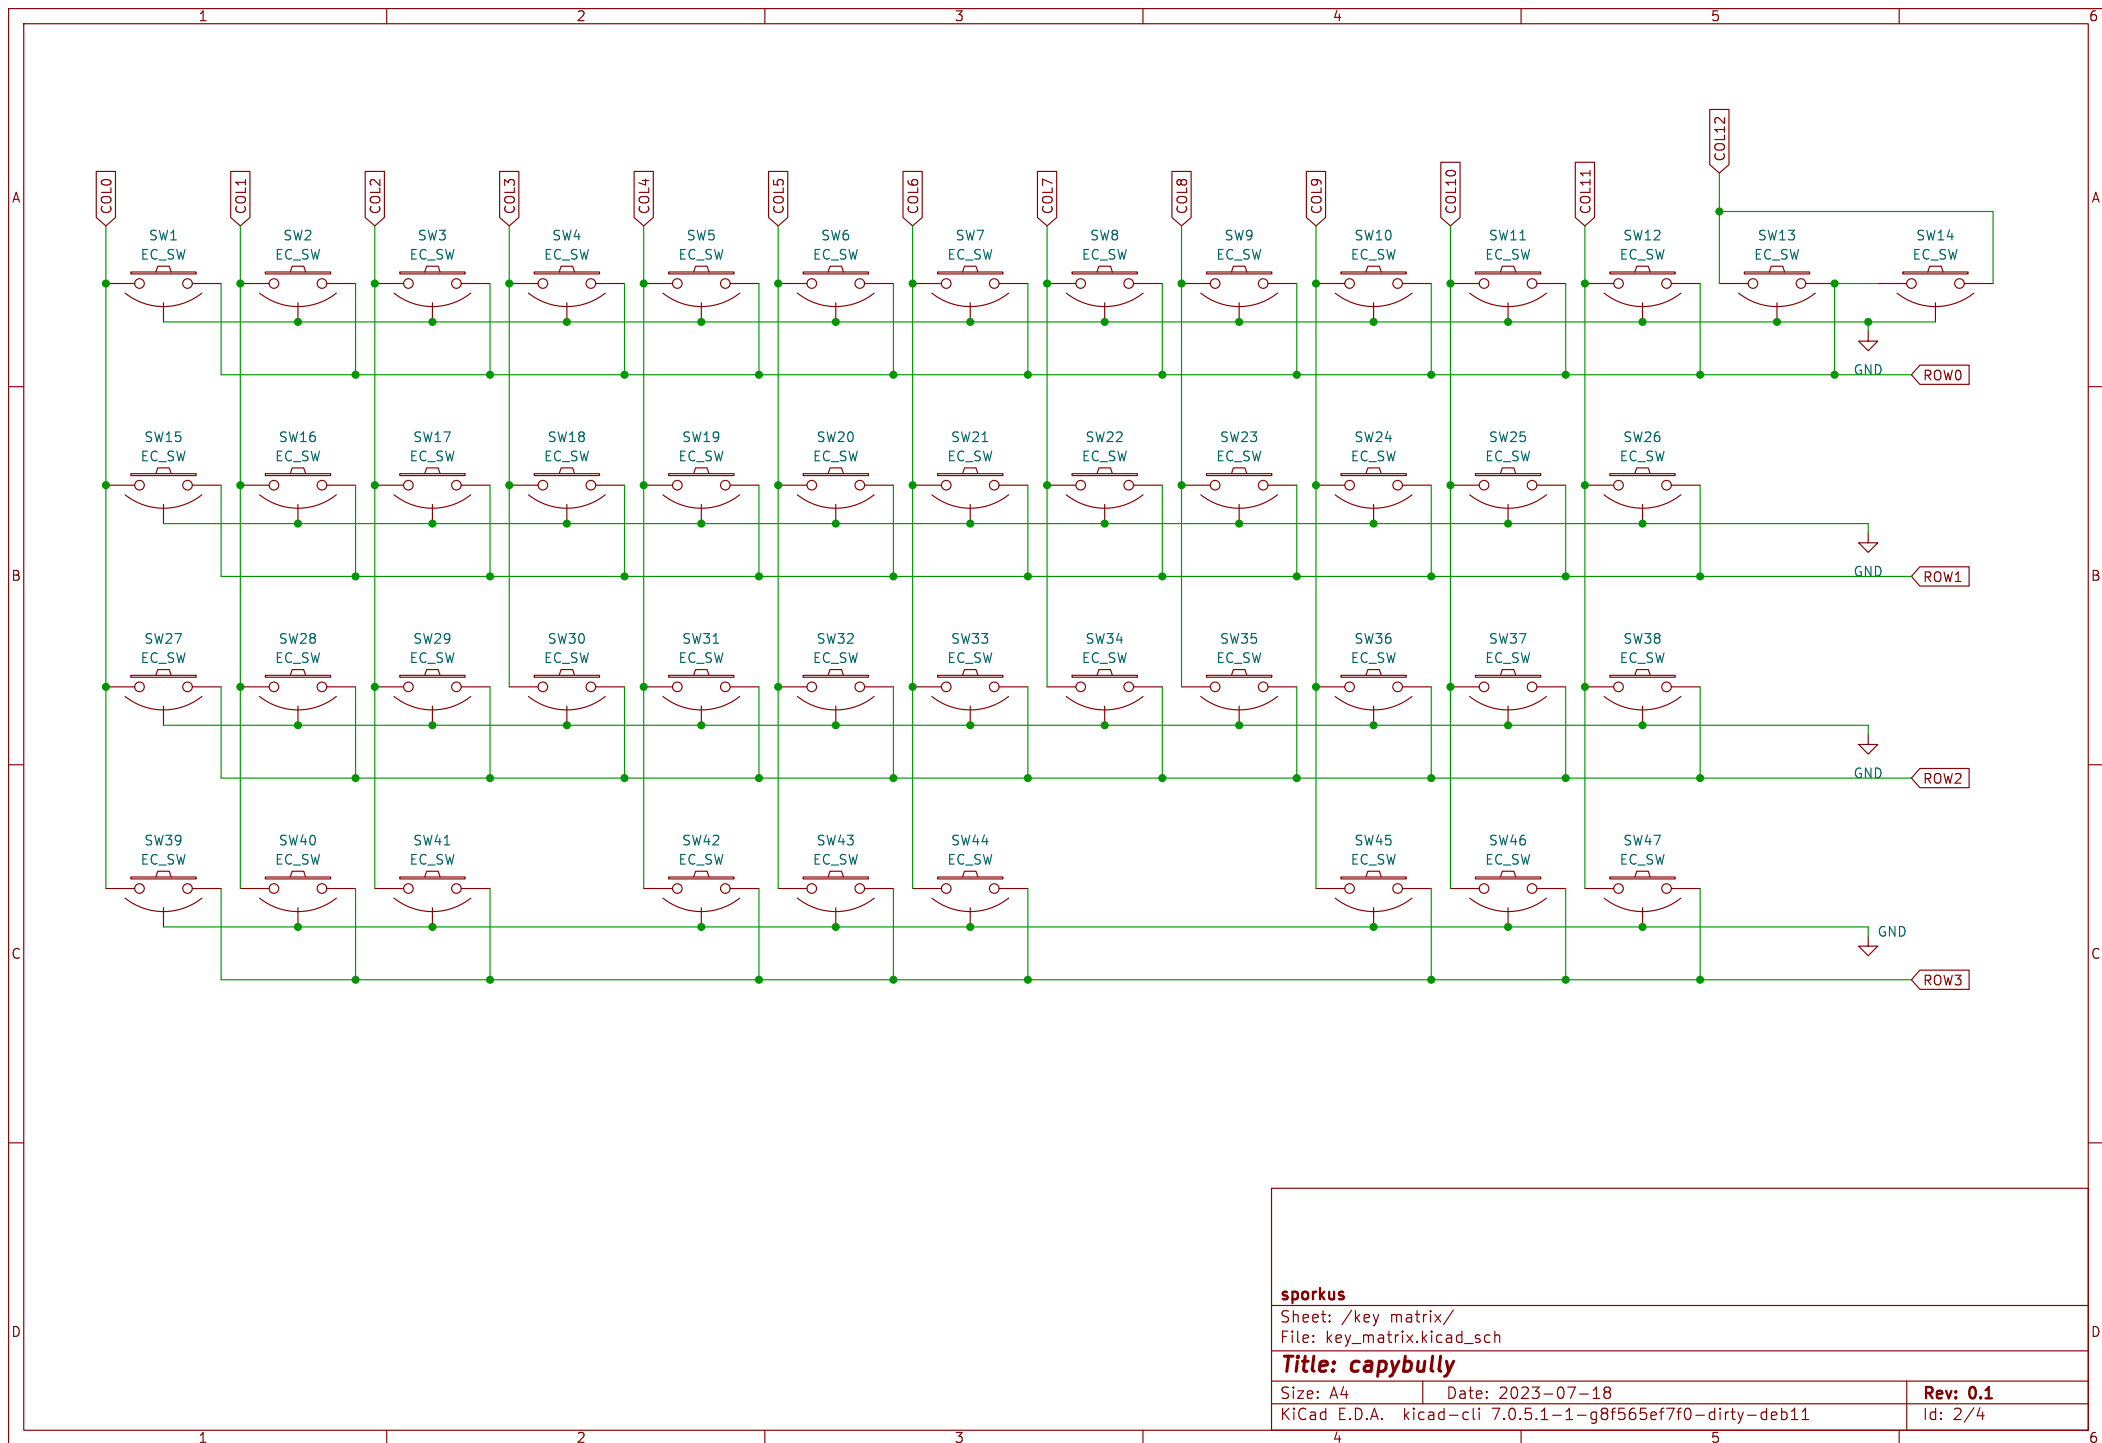 1 2 3 4 5 6
COL12
A A
COL0 COL1 COL2 COL3 COL4 COL5 COL6 COL7 COL8 COL9 COL10 COL11
SW1 SW2 SW3 SW4 SW5 SW6 SW7 SW8 SW9 SW10 SW11 SW12 SW13 SW14
EC_SW EC_SW EC_SW EC_SW EC_SW EC_SW EC_SW EC_SW EC_SW EC_SW EC_SW EC_SW EC_SW EC_SW
GND
ROW0
SW15 SW16 SW17 SW18 SW19 SW20 SW21 SW22 SW23 SW24 SW25 SW26
EC_SW EC_SW EC_SW EC_SW EC_SW EC_SW EC_SW EC_SW EC_SW EC_SW EC_SW EC_SW
GND
B ROW1 B
SW27 SW28 SW29 SW30 SW31 SW32 SW33 SW34 SW35 SW36 SW37 SW38
EC_SW EC_SW EC_SW EC_SW EC_SW EC_SW EC_SW EC_SW EC_SW EC_SW EC_SW EC_SW
GND
ROW2
SW39 SW40 SW41 SW42 SW43 SW44 SW45 SW46 SW47
EC_SW EC_SW EC_SW EC_SW EC_SW EC_SW EC_SW EC_SW EC_SW
GND
C C
ROW3
sporkus
Sheet: /key matrix/
File: key_matrix.kicad_sch
D D
Title: capybully
Size: A4 Date: 2023-07-18 Rev: 0.1
KiCad E.D.A. kicad-cli 7.0.5.1-1-g8f565ef7f0-dirty-deb11 Id: 2/4
1 2 3 4 5 6